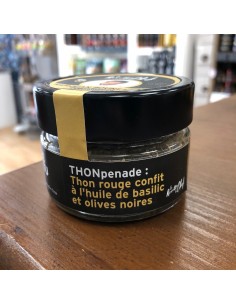 THONpenade :
Thon rouge confit
à l'huile de basilic
et olives noires